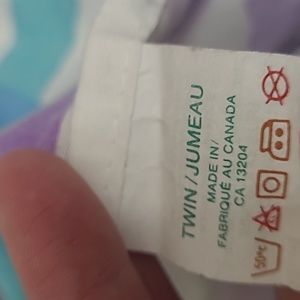 TWIN/JUMEAU
MADE IN/
FABRIQUÉ AU CANADA
CA 13204
50°C